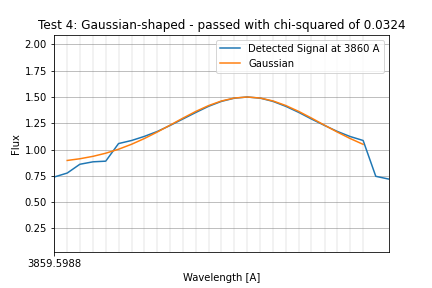 Test 4: Gaussian-shaped - passed with chi-squared of 0.0324
Detected Signal at 3860 A
Gaussian
2.00
1.75
1.50
1.25
1.00
0.75
0.50
0.25
Flux
3859.5988
Wavelength [A]